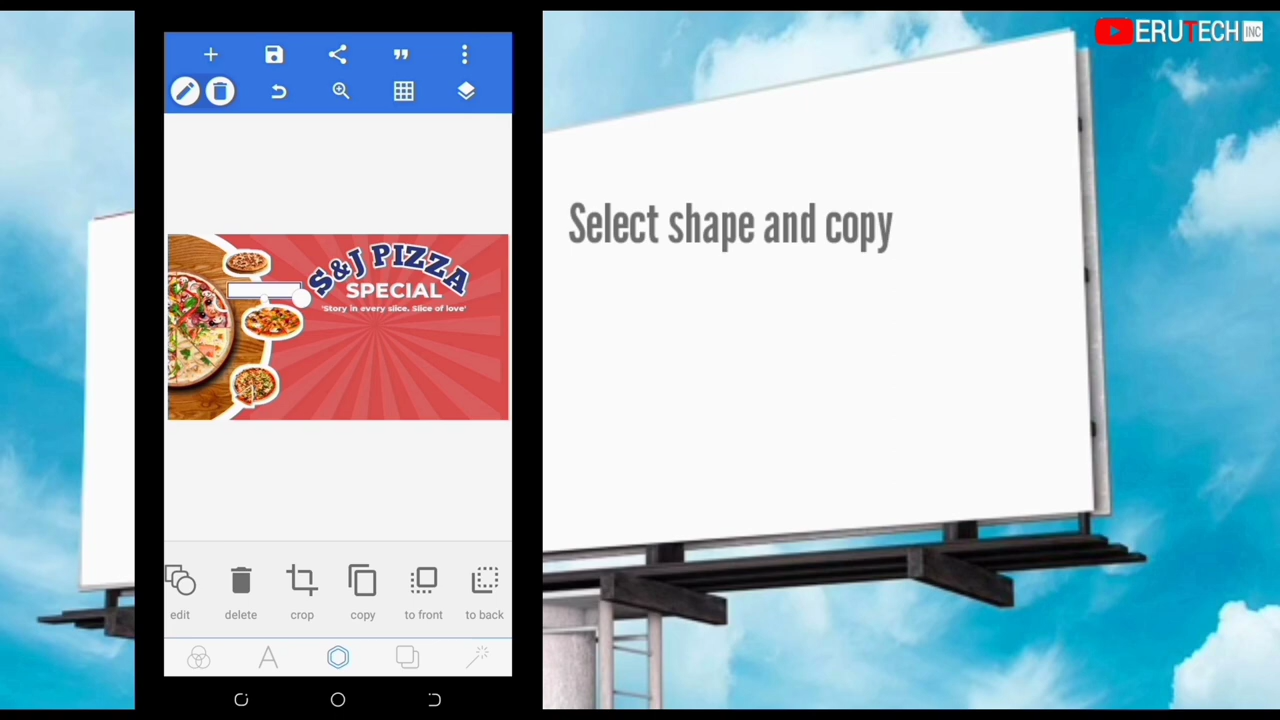 ERUTECH INC
Select shape and copy
S&J PIZZA
SPECIAL
'Story in every slice. Slice of love'
edit
delete
crop
copy
to front
to back